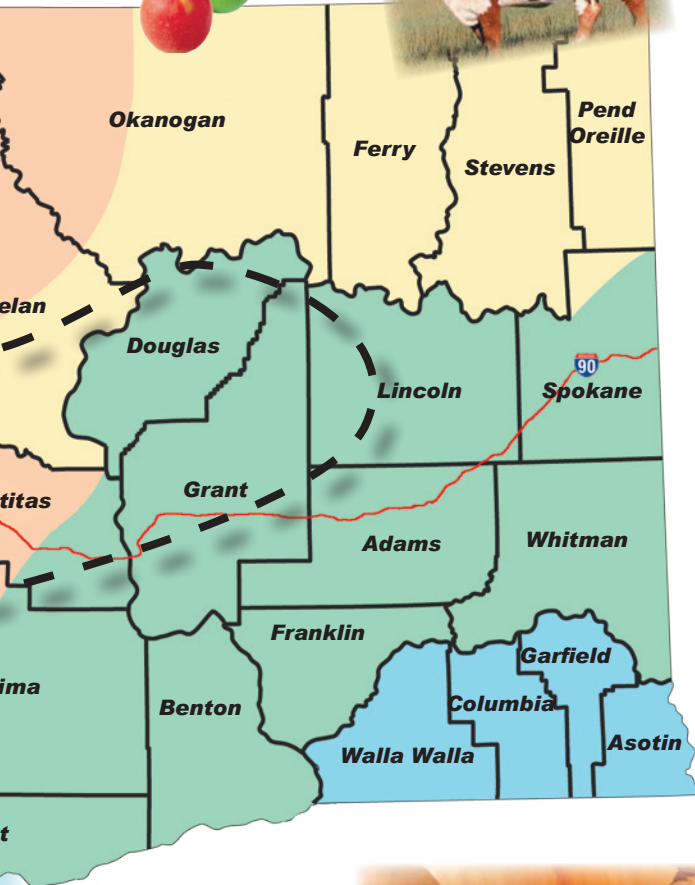 Okanogan
Ferry
Stevens
Pend
Oreille
elan
Douglas
Lincoln
90
Spokane
Grant
titas
Adams
Whitman
Franklin
Garfield
ima
Benton
Columbia
Walla Walla
Asotin
t